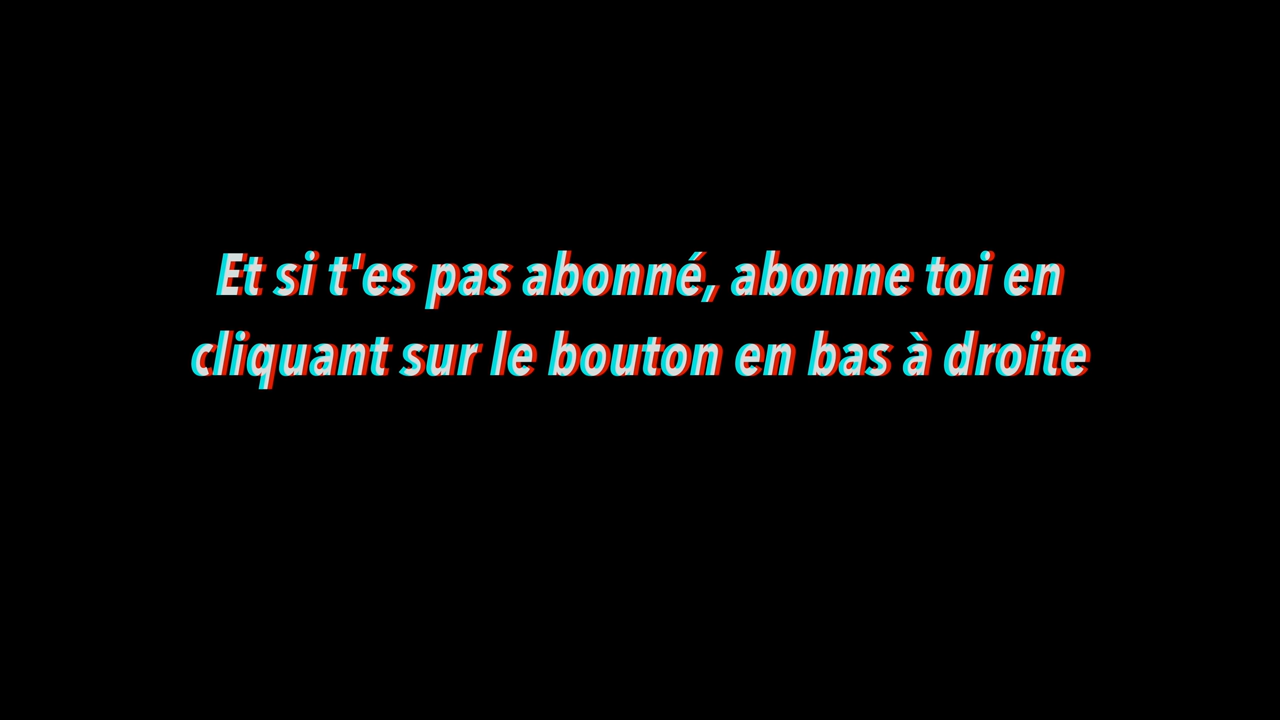 Et si t'es pas abonné, abonne toi en
cliquant sur le bouton en bas à droite